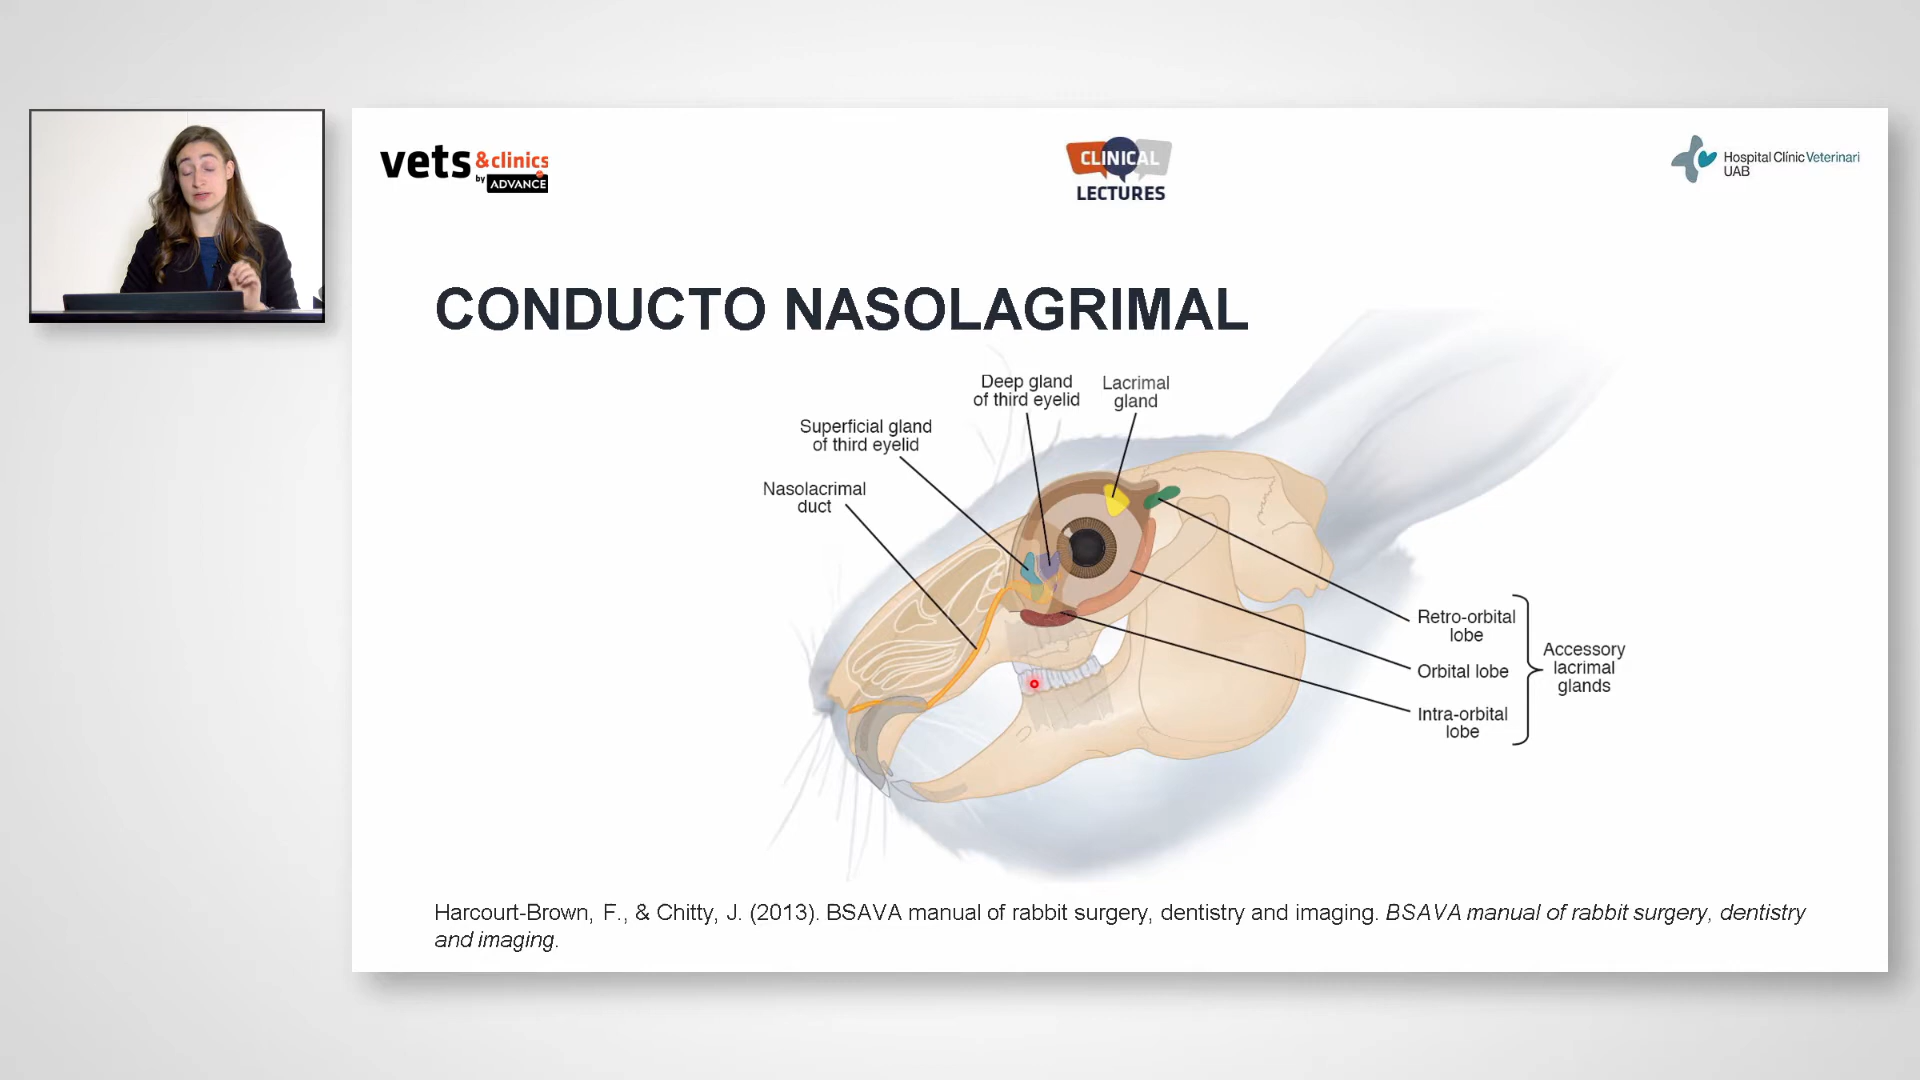 vets &clinics
by ADVANCE
CLINICAL
LECTURES
Hospital Clínic Veterinari
UAB
CONDUCTO NASOLAGRIMAL
Deep gland
of third eyelid
Lacrimal
gland
Superficial gland
of third eyelid
Nasolacrimal
duct
Retro-orbital
lobe
Orbital lobe
Intra-orbital
lobe
Accessory
lacrimal
glands
Harcourt-Brown, F., & Chitty, J. (2013). BSAVA manual of rabbit surgery, dentistry and imaging. BSAVA manual of rabbit surgery, dentistry
and imaging.